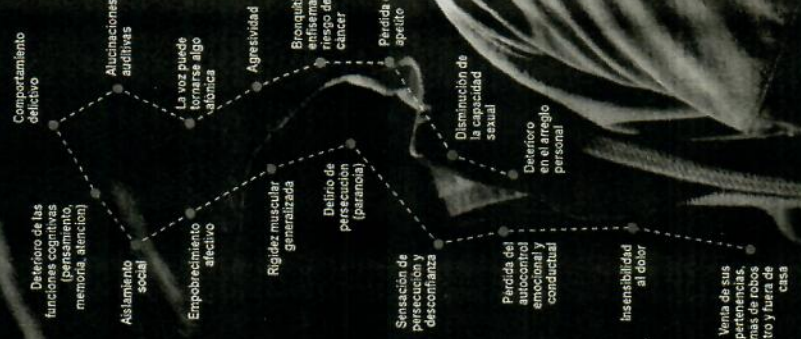 Comportamiento
delictivo
Alucinaciones
auditivas
La voz puede
tornarse algo
afónica
Agresividad
enfisema
riesgo de
cáncer
apetito
Disminución de
la capacidad
sexual
Deterioro
en el arreglo
personal
Deterioro de las
funciones cognitivas
(pensamiento,
memoria, atención)
Aislamiento
social
Empobrecimiento
afectivo
Rigidez muscular
generalizada
Delirio de
persecución
(paranoia)
Sensación de
persecución y
desconfianza
Pérdida del
autocontrol
emocional y
conductual
Insensibilidad
al dolor
Venta de sus
pertenencias,
de robos
y fuera de
casa